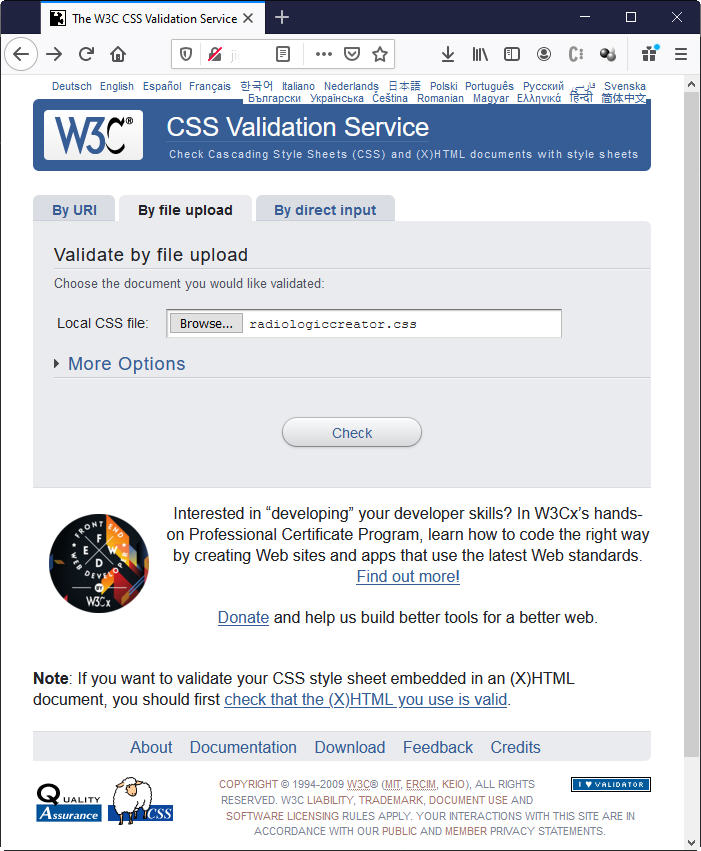 The W3C CSS Validation Service
Deutsch English Español Français 한국어 Italiano Nederlands 日本語 Polski Português Русский فارسی Svenska
Български Українська Čeština Romanian Magyar Ελληνικά हिन्दी 简体中文
W3C® CSS Validation Service
Check Cascading Style Sheets (CSS) and (X)HTML documents with style sheets
By URI By file upload By direct input
Validate by file upload
Choose the document you would like validated:
Local CSS file: Browse... radiologiccreator.css
More Options
Check
FRONT END
E F W D
WEB DEVELOPER
BY
W3Cx
Interested in “developing” your developer skills? In W3Cx’s hands-
on Professional Certificate Program, learn how to code the right way
by creating Web sites and apps that use the latest Web standards.
Find out more!
Donate and help us build better tools for a better web.
Note: If you want to validate your CSS style sheet embedded in an (X)HTML
document, you should first check that the (X)HTML you use is valid.
About Documentation Download Feedback Credits
QUALITY
Assurance
CSS
COPYRIGHT © 1994-2009 W3C® (MIT, ERCIM, KEIO), ALL RIGHTS
RESERVED. W3C LIABILITY, TRADEMARK, DOCUMENT USE AND
SOFTWARE LICENSING RULES APPLY. YOUR INTERACTIONS WITH THIS SITE ARE IN
ACCORDANCE WITH OUR PUBLIC AND MEMBER PRIVACY STATEMENTS.
I ♥ VALIDATOR